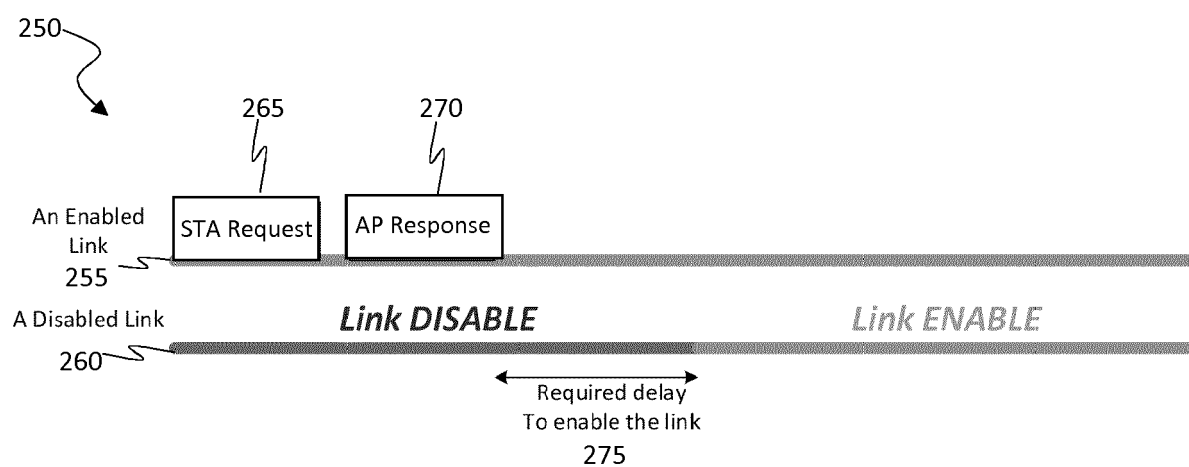 250
265
270
An Enabled
Link
255
STA Request
AP Response
A Disabled Link
260
Link DISABLE
Link ENABLE
Required delay
To enable the link
275